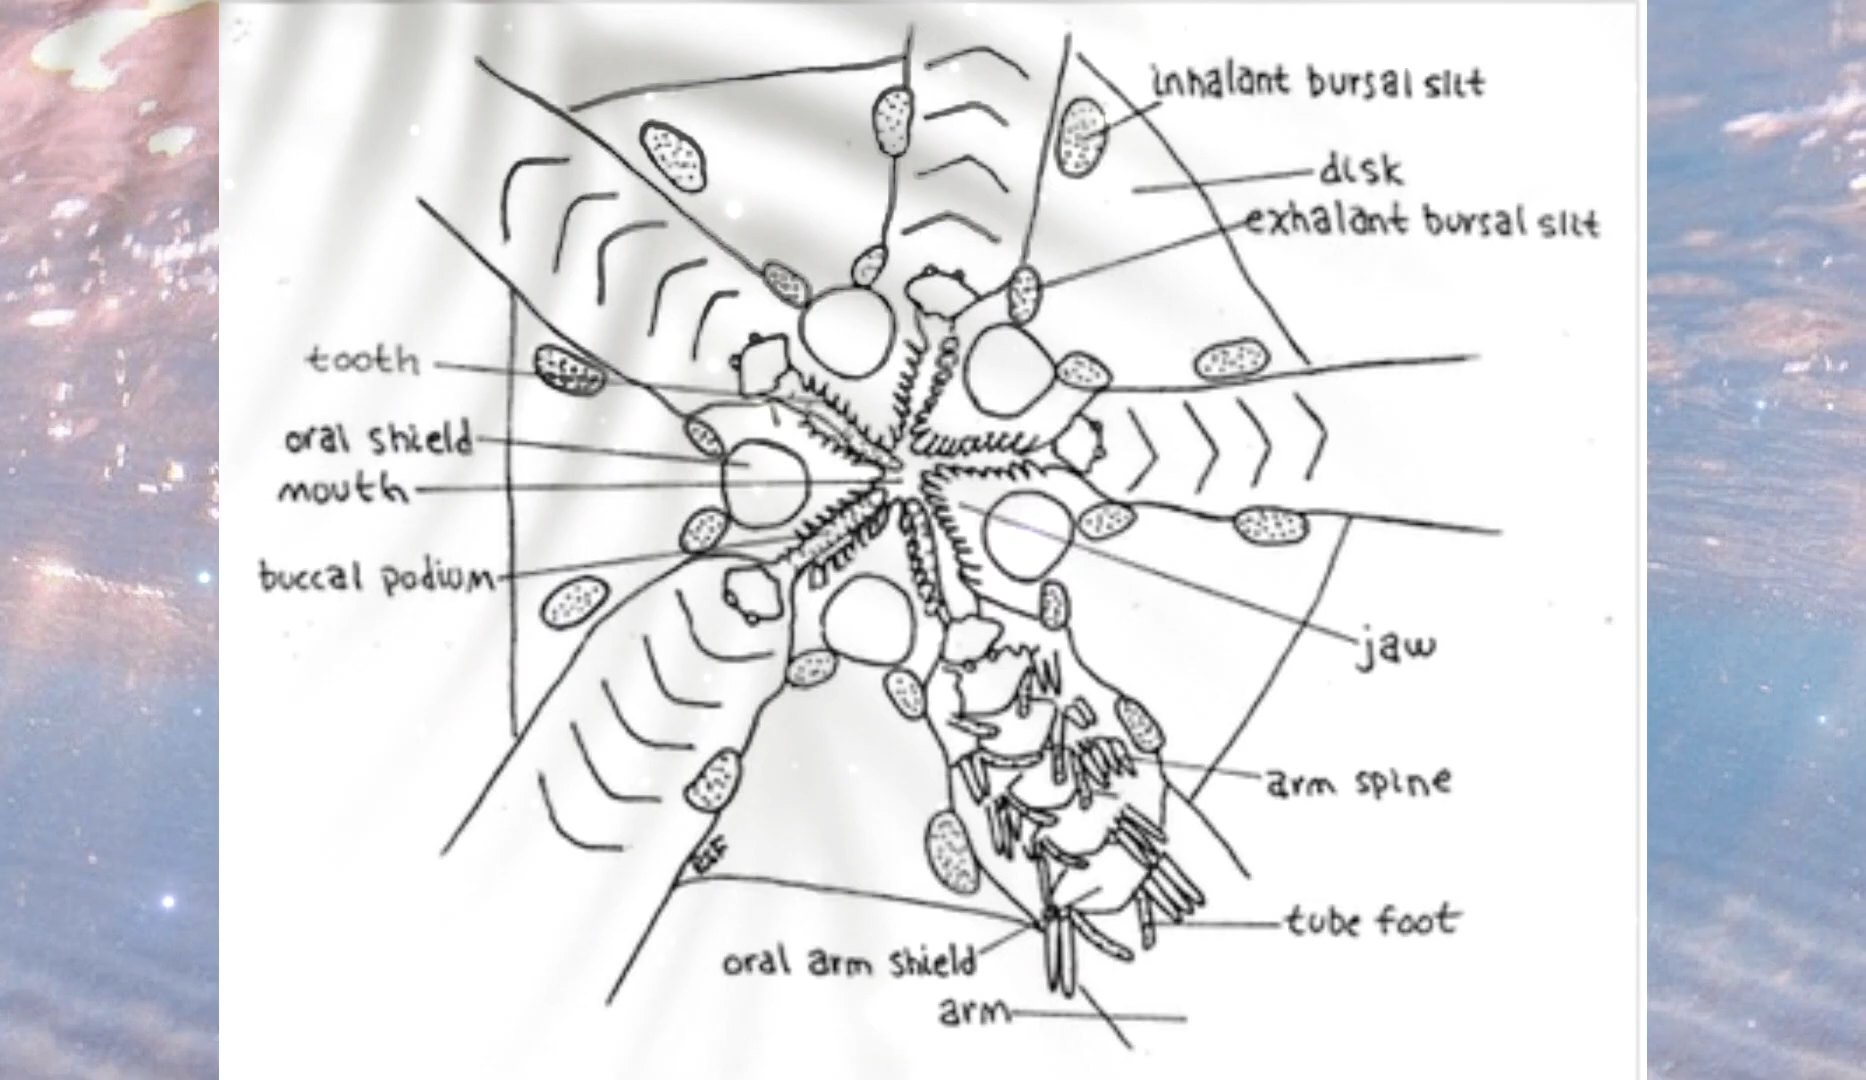 inhalant bursal slit
disk
exhalant bursal slit
tooth
oral shield
mouth
buccal podium
jaw
arm spine
tube foot
oral arm shield
arm